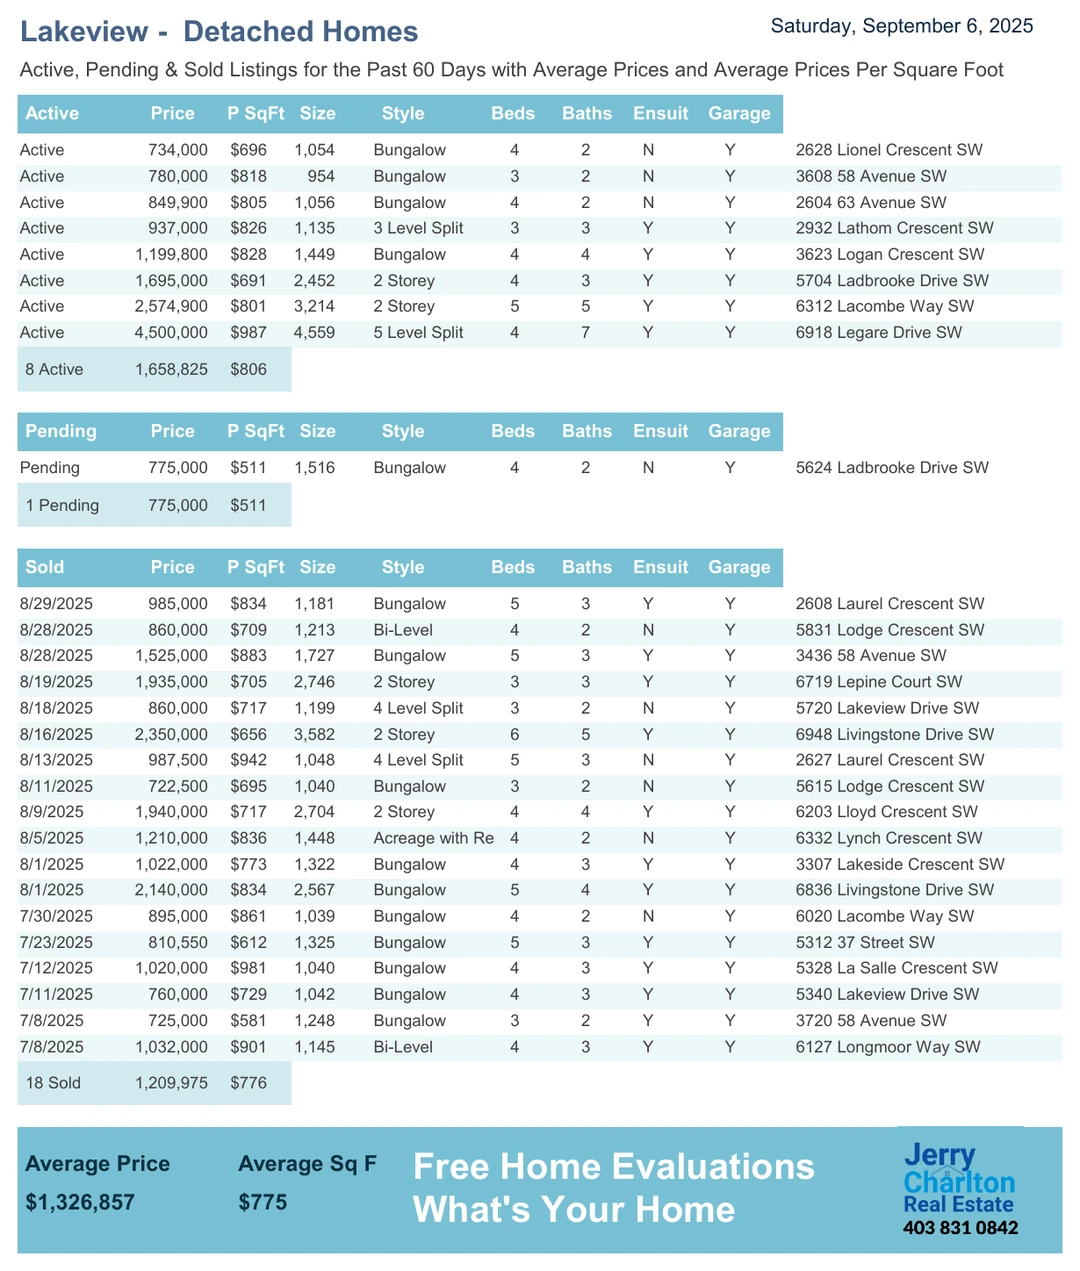 Lakeview - Detached Homes
Saturday, September 6, 2025
Active, Pending & Sold Listings for the Past 60 Days with Average Prices and Average Prices Per Square Foot
Active Price P SqFt Size Style Beds Baths Ensuit Garage
Active 734,000 $696 1,054 Bungalow 4 2 N Y 2628 Lionel Crescent SW
Active 780,000 $818 954 Bungalow 3 2 N Y 3608 58 Avenue SW
Active 849,900 $805 1,056 Bungalow 4 2 N Y 2604 63 Avenue SW
Active 937,000 $826 1,135 3 Level Split 3 3 Y Y 2932 Lathom Crescent SW
Active 1,199,800 $828 1,449 Bungalow 4 4 Y Y 3623 Logan Crescent SW
Active 1,695,000 $691 2,452 2 Storey 4 3 Y Y 5704 Ladbrooke Drive SW
Active 2,574,900 $801 3,214 2 Storey 5 5 Y Y 6312 Lacombe Way SW
Active 4,500,000 $987 4,559 5 Level Split 4 7 Y Y 6918 Legare Drive SW
8 Active 1,658,825 $806
Pending Price P SqFt Size Style Beds Baths Ensuit Garage
Pending 775,000 $511 1,516 Bungalow 4 2 N Y 5624 Ladbrooke Drive SW
1 Pending 775,000 $511
Sold Price P SqFt Size Style Beds Baths Ensuit Garage
8/29/2025 985,000 $834 1,181 Bungalow 5 3 Y Y 2608 Laurel Crescent SW
8/28/2025 860,000 $709 1,213 Bi-Level 4 2 N Y 5831 Lodge Crescent SW
8/28/2025 1,525,000 $883 1,727 Bungalow 5 3 Y Y 3436 58 Avenue SW
8/19/2025 1,935,000 $705 2,746 2 Storey 3 3 Y Y 6719 Lepine Court SW
8/18/2025 860,000 $717 1,199 4 Level Split 3 2 N Y 5720 Lakeview Drive SW
8/16/2025 2,350,000 $656 3,582 2 Storey 6 5 Y Y 6948 Livingstone Drive SW
8/13/2025 987,500 $942 1,048 4 Level Split 5 3 N Y 2627 Laurel Crescent SW
8/11/2025 722,500 $695 1,040 Bungalow 3 2 N Y 5615 Lodge Crescent SW
8/9/2025 1,940,000 $717 2,704 2 Storey 4 4 Y Y 6203 Lloyd Crescent SW
8/5/2025 1,210,000 $836 1,448 Acreage with Re 4 2 N Y 6332 Lynch Crescent SW
8/1/2025 1,022,000 $773 1,322 Bungalow 4 3 Y Y 3307 Lakeside Crescent SW
8/1/2025 2,140,000 $834 2,567 Bungalow 5 4 Y Y 6836 Livingstone Drive SW
7/30/2025 895,000 $861 1,039 Bungalow 4 2 N Y 6020 Lacombe Way SW
7/23/2025 810,550 $612 1,325 Bungalow 5 3 Y Y 5312 37 Street SW
7/12/2025 1,020,000 $981 1,040 Bungalow 4 3 Y Y 5328 La Salle Crescent SW
7/11/2025 760,000 $729 1,042 Bungalow 4 3 Y Y 5340 Lakeview Drive SW
7/8/2025 725,000 $581 1,248 Bungalow 3 2 Y Y 3720 58 Avenue SW
7/8/2025 1,032,000 $901 1,145 Bi-Level 4 3 Y Y 6127 Longmoor Way SW
18 Sold 1,209,975 $776
Average Price Average Sq F
$1,326,857 $775
Free Home Evaluations
What's Your Home
Jerry
Charlton
Real Estate
403 831 0842